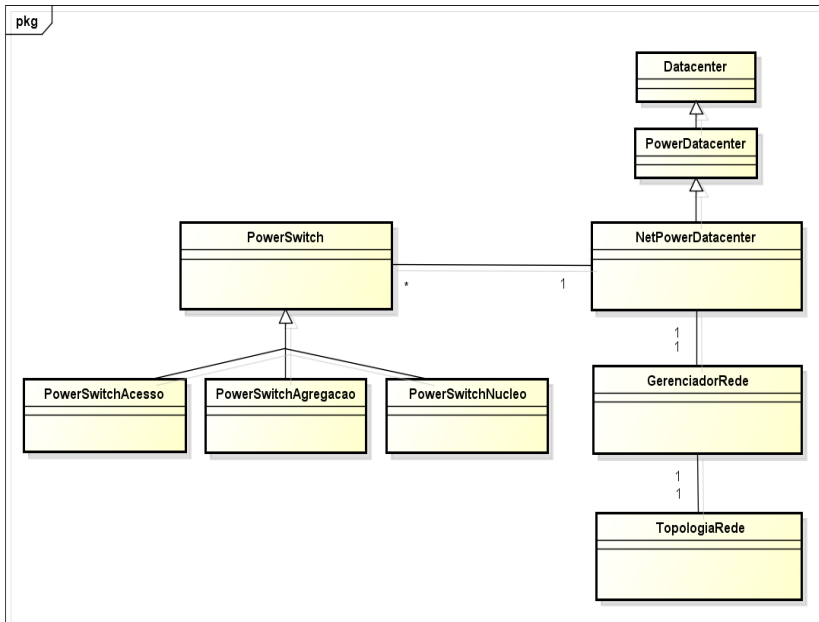 pkg
Datacenter
PowerDatacenter
PowerSwitch
NetPowerDatacenter
*
1
1
1
PowerSwitchAcesso
PowerSwitchAgregacao
PowerSwitchNucleo
GerenciadorRede
1
1
TopologiaRede